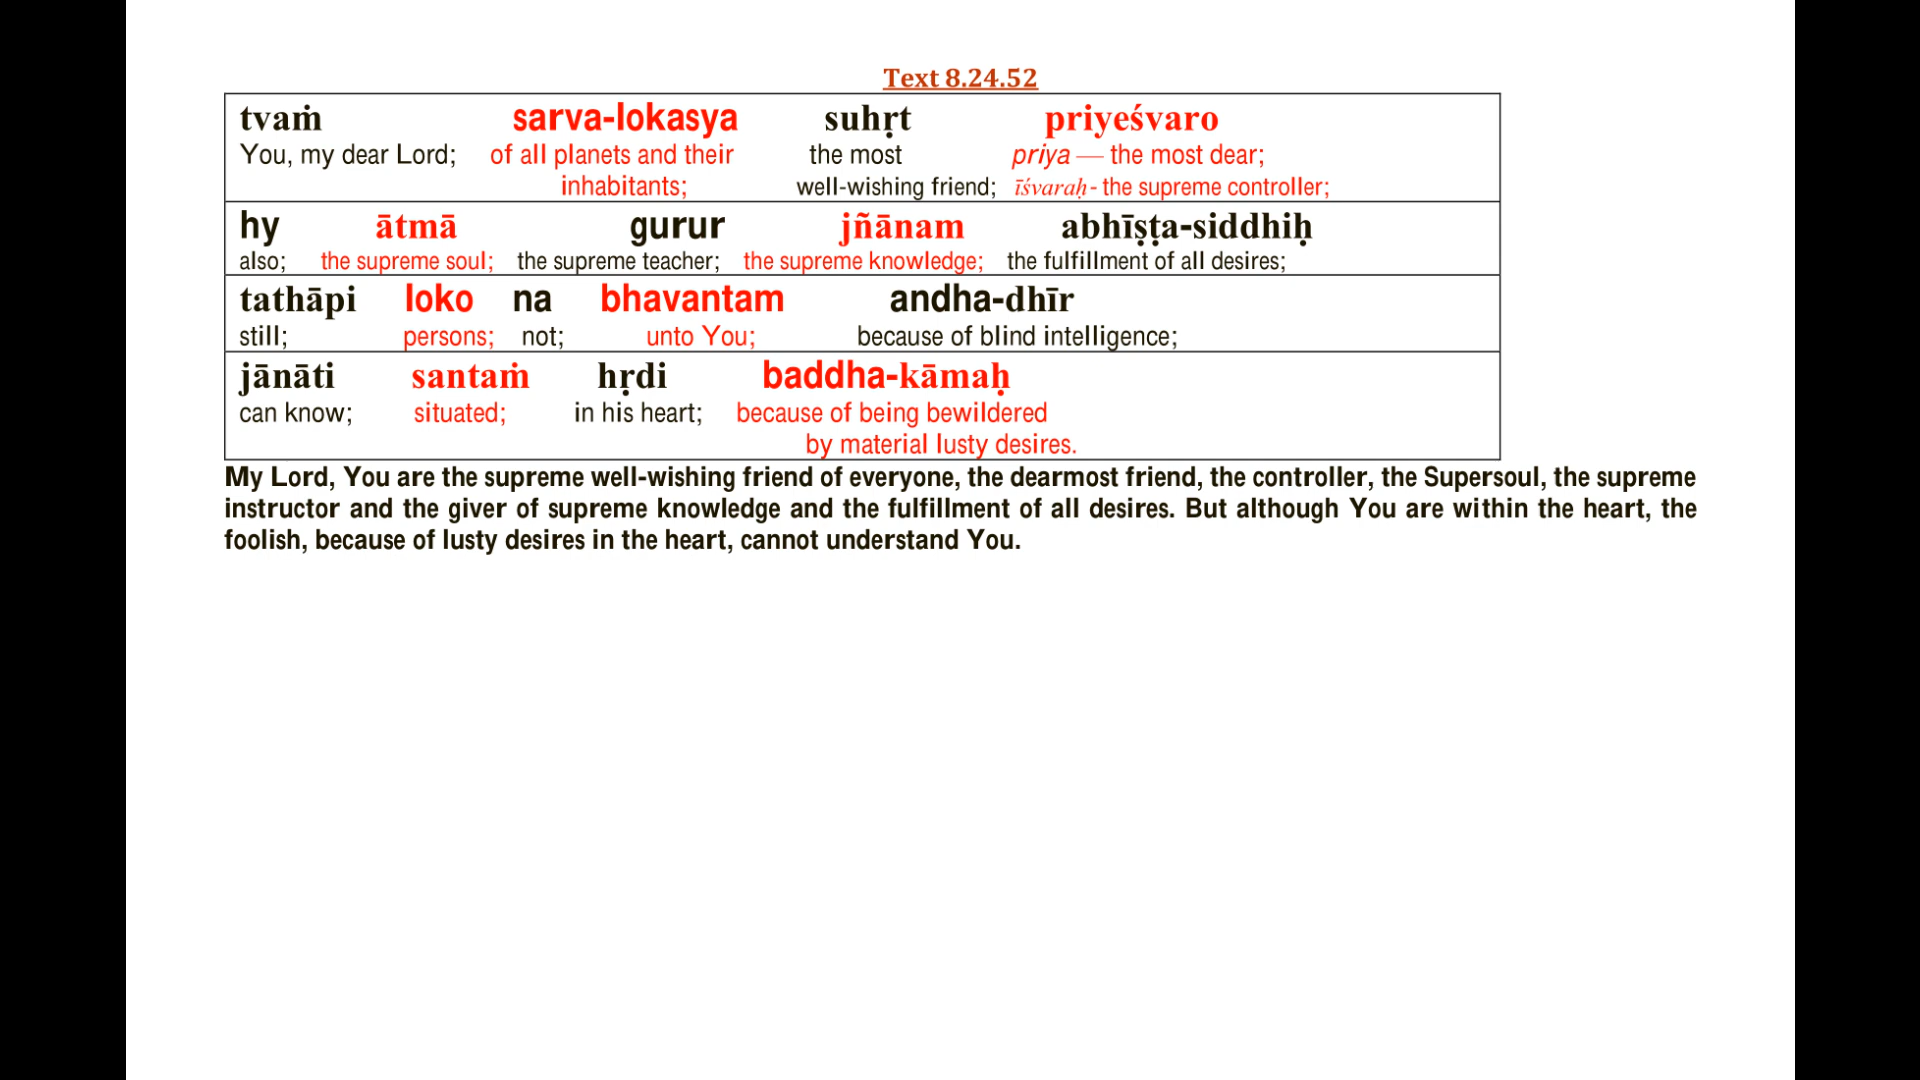 Text 8.24.52
tvaṁ sarva-lokasya suhṛt priyeśvaro
You, my dear Lord; of all planets and their the most priya — the most dear;
inhabitants; well-wishing friend; īśvaraḥ- the supreme controller;
hy ātmā gurur jñānam abhīṣṭa-siddhiḥ
also; the supreme soul; the supreme teacher; the supreme knowledge; the fulfillment of all desires;
tathāpi loko na bhavantam andha-dhīr
still; persons; not; unto You; because of blind intelligence;
jānāti santaṁ hṛdi baddha-kāmaḥ
can know; situated; in his heart; because of being bewildered
by material lusty desires.
My Lord, You are the supreme well-wishing friend of everyone, the dearmost friend, the controller, the Supersoul, the supreme
instructor and the giver of supreme knowledge and the fulfillment of all desires. But although You are within the heart, the
foolish, because of lusty desires in the heart, cannot understand You.